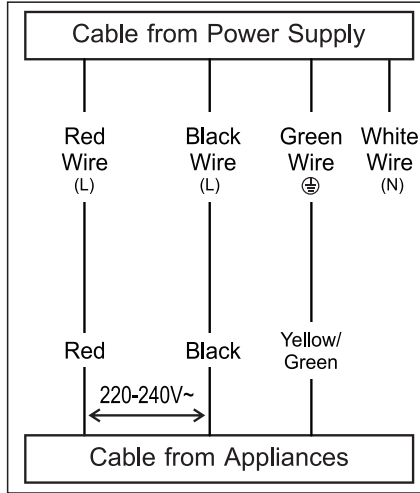 Cable from Power Supply
Red Black Green White
Wire Wire Wire Wire
(L) (L) ⏚ (N)
Red Black Yellow/
Green
220-240V~
Cable from Appliances